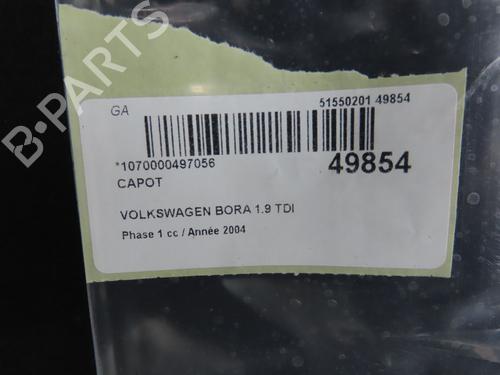 B-PARTS
GA
51550201 49854
*1070000497056
49854
CAPOT
VOLKSWAGEN BORA 1.9 TDI
Phase 1 cc / Année 2004